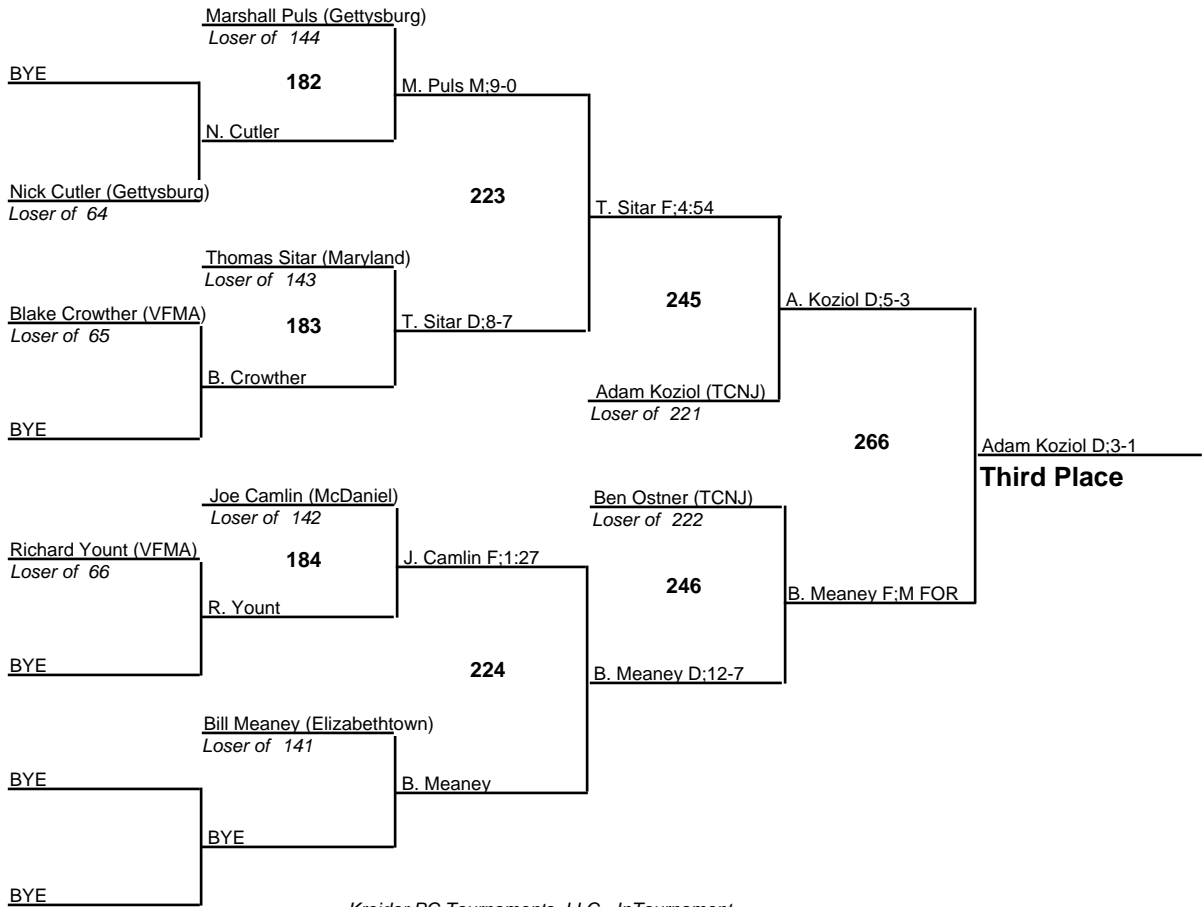 Marshall Puls (Gettysburg)
Loser of 144
BYE
182
M. Puls M;9-0
N. Cutler
Nick Cutler (Gettysburg)
Loser of 64
223
T. Sitar F;4:54
Thomas Sitar (Maryland)
Loser of 143
Blake Crowther (VFMA)
Loser of 65
183
T. Sitar D;8-7
245
A. Koziol D;5-3
B. Crowther
Adam Koziol (TCNJ)
Loser of 221
BYE
266
Adam Koziol D;3-1
Third Place
Joe Camlin (McDaniel)
Loser of 142
Ben Ostner (TCNJ)
Loser of 222
Richard Yount (VFMA)
Loser of 66
184
J. Camlin F;1:27
246
B. Meaney F;M FOR
R. Yount
BYE
224
B. Meaney D;12-7
Bill Meaney (Elizabethtown)
Loser of 141
BYE
B. Meaney
BYE
BYE